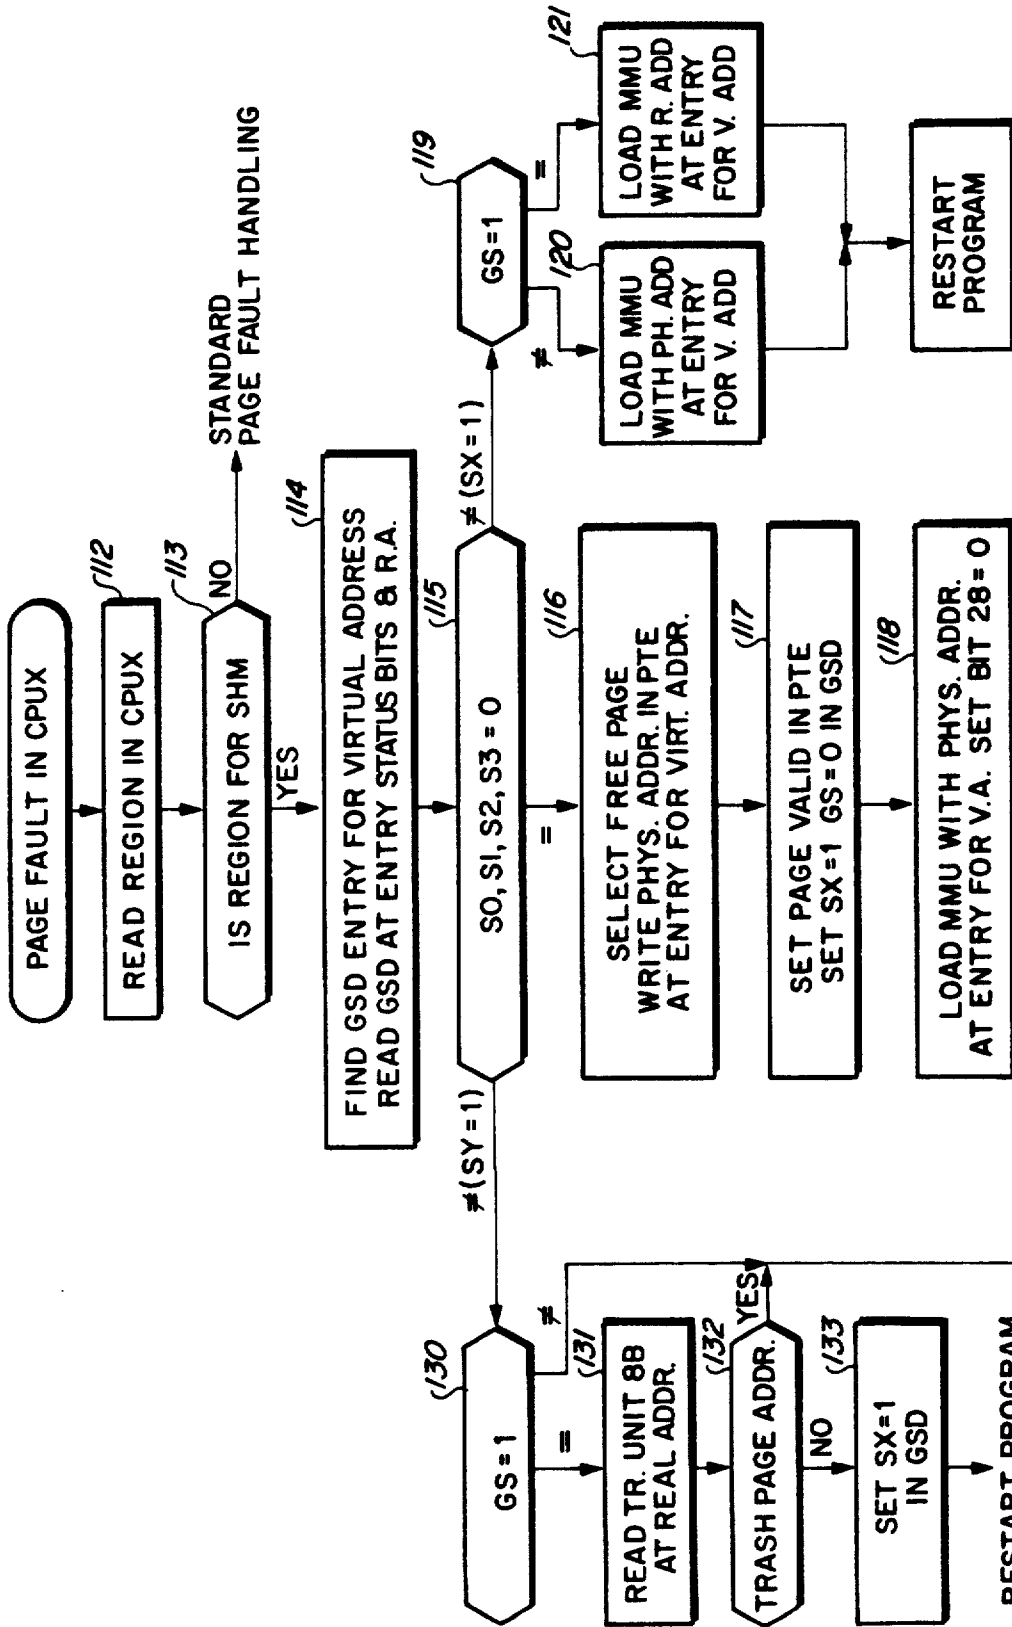 PAGE FAULT IN CPUX
112
READ REGION IN CPUX
113
IS REGION FOR SHM
NO
STANDARD
PAGE FAULT HANDLING
YES
114
FIND GSD ENTRY FOR VIRTUAL ADDRESS
READ GSD AT ENTRY STATUS BITS & R.A.
115
S0, S1, S2, S3 = 0
≠(SY=1)
≠(SX=1)
=
116
SELECT FREE PAGE
WRITE PHYS. ADDR. IN PTE
AT ENTRY FOR VIRT. ADDR.
117
SET PAGE VALID IN PTE
SET SX=1 GS=0 IN GSD
118
LOAD MMU WITH PHYS. ADDR.
AT ENTRY FOR V.A. SET BIT 28=0
119
GS=1
≠
=
120
LOAD MMU
WITH PH. ADD
AT ENTRY
FOR V. ADD
121
LOAD MMU
WITH R. ADD
AT ENTRY
FOR V. ADD
RESTART
PROGRAM
130
GS=1
=
≠
131
READ TR. UNIT 8B
AT REAL ADDR.
132
TRASH PAGE ADDR.
YES
NO
133
SET SX=1
IN GSD
RESTART PROGRAM